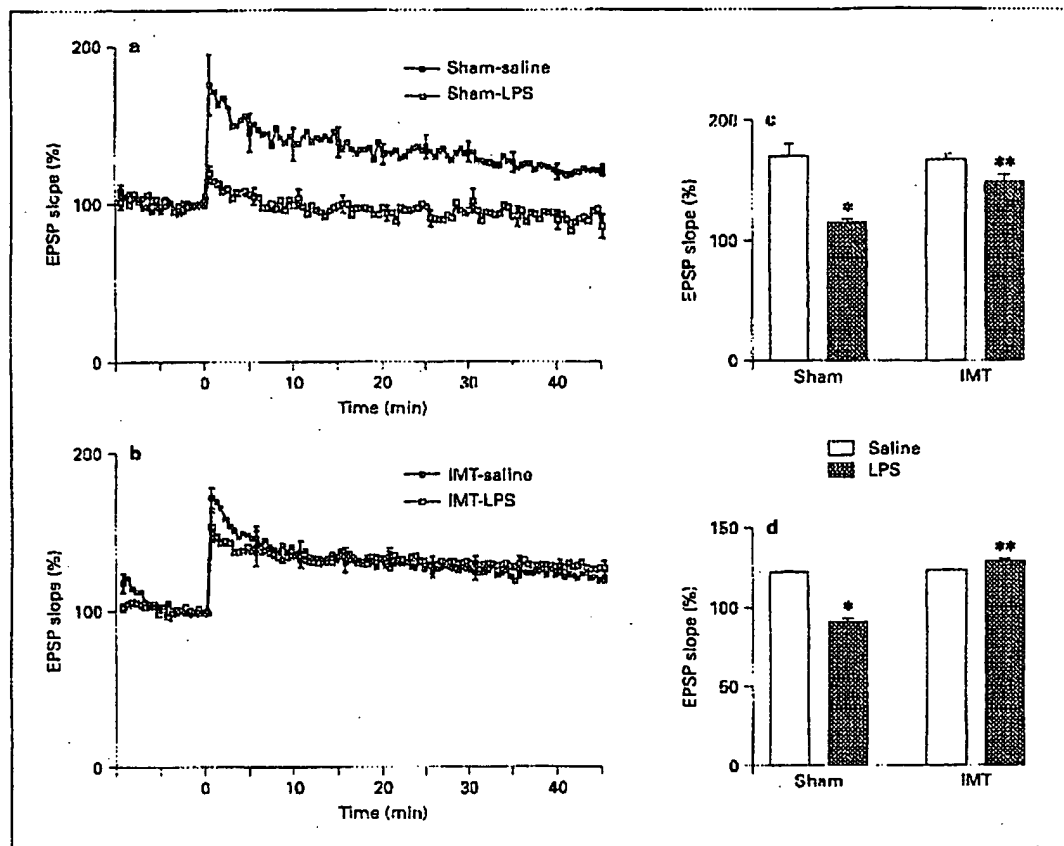 a
200
100
0
EPSP slope (%)
Sham-saline
Sham-LPS
0 10 20 30 40
Time (min)
b
200
100
0
EPSP slope (%)
IMT-saline
IMT-LPS
0 10 20 30 40
Time (min)
c
200
100
0
EPSP slope (%)
*
**
Sham IMT
Saline
LPS
d
150
100
50
0
EPSP slope (%)
*
**
Sham IMT